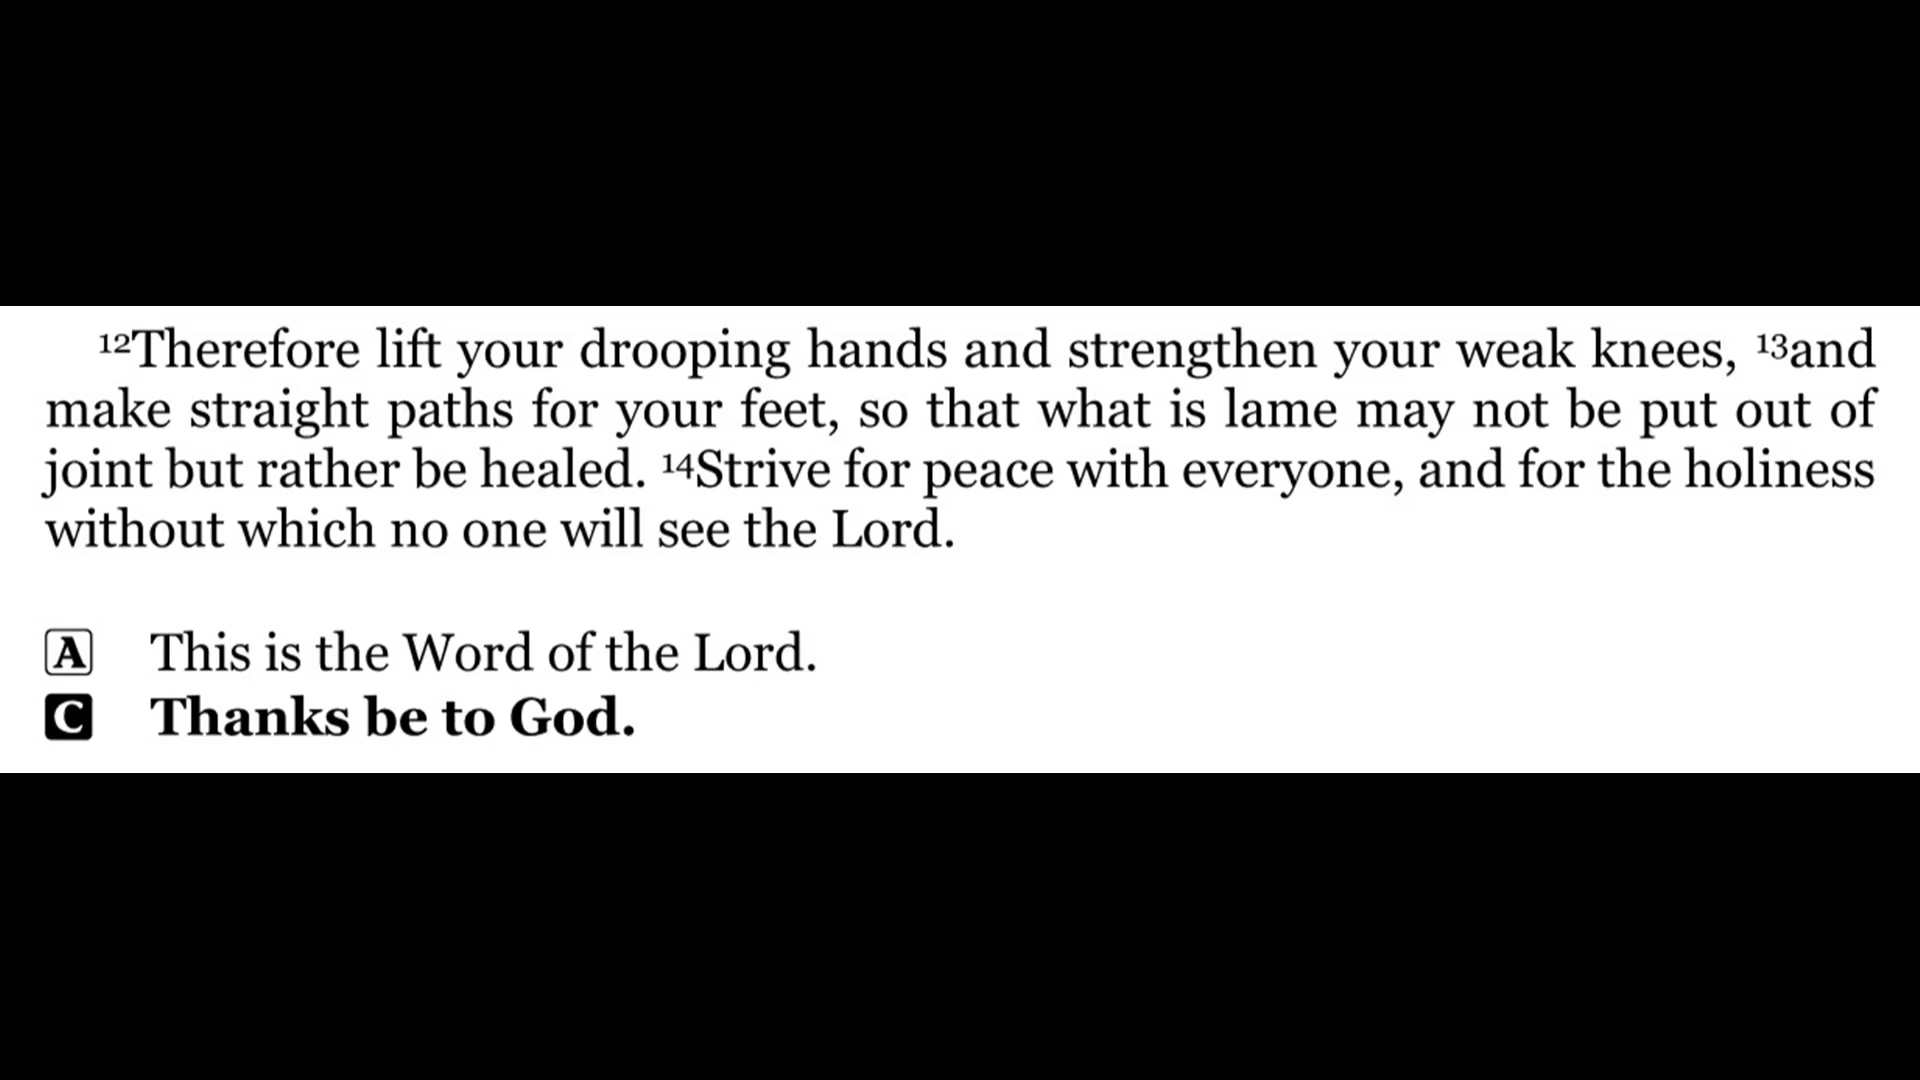 ¹²Therefore lift your drooping hands and strengthen your weak knees, ¹³and
make straight paths for your feet, so that what is lame may not be put out of
joint but rather be healed. ¹⁴Strive for peace with everyone, and for the holiness
without which no one will see the Lord.
A This is the Word of the Lord.
C Thanks be to God.